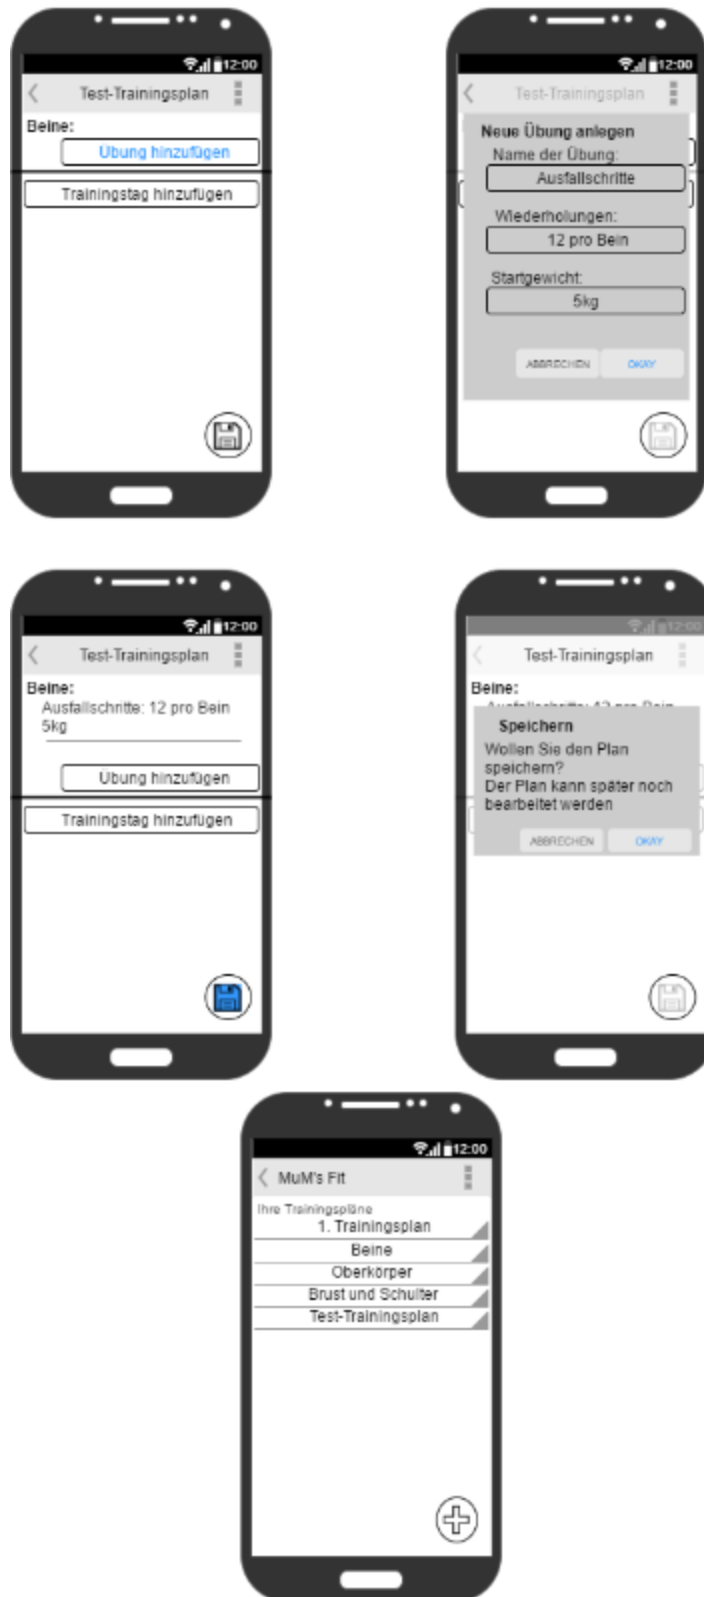 12:00
Test-Trainingsplan
Beine:
Übung hinzufügen
Trainingstag hinzufügen
12:00
Test-Trainingsplan
Neue Übung anlegen
Name der Übung:
Ausfallschritte
Wiederholungen:
12 pro Bein
Startgewicht:
5kg
ABBRECHEN OKAY
12:00
Test-Trainingsplan
Beine:
Ausfallschritte: 12 pro Bein
5kg
Übung hinzufügen
Trainingstag hinzufügen
12:00
Test-Trainingsplan
Beine:
Ausfallschritte: 12 pro Bein
Speichern
Wollen Sie den Plan
speichern?
Der Plan kann später noch
bearbeitet werden
ABBRECHEN OKAY
12:00
MuM's Fit
Ihre Trainingspläne
1. Trainingsplan
Beine
Oberkörper
Brust und Schulter
Test-Trainingsplan